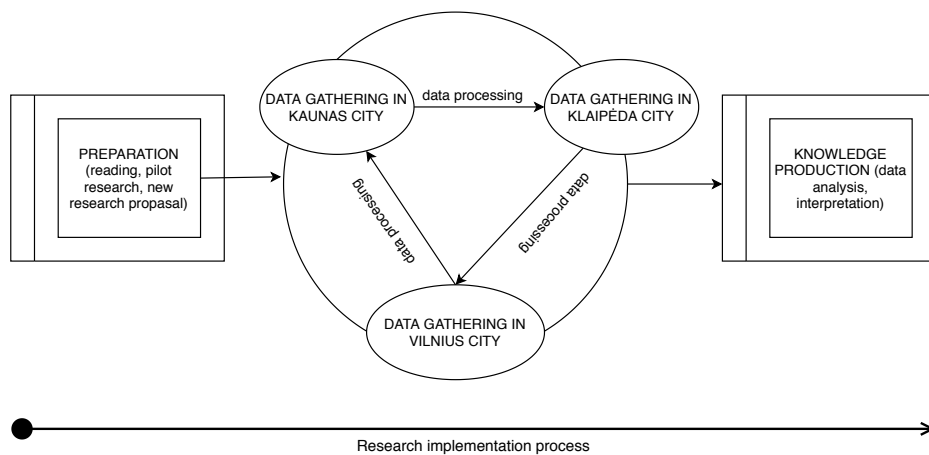 DATA GATHERING IN
KAUNAS CITY
data processing
DATA GATHERING IN
KLAIPĖDA CITY
PREPARATION
(reading, pilot
research, new
research propasal)
KNOWLEDGE
PRODUCTION (data
analysis,
interpretation)
data processing
data processing
DATA GATHERING IN
VILNIUS CITY
Research implementation process